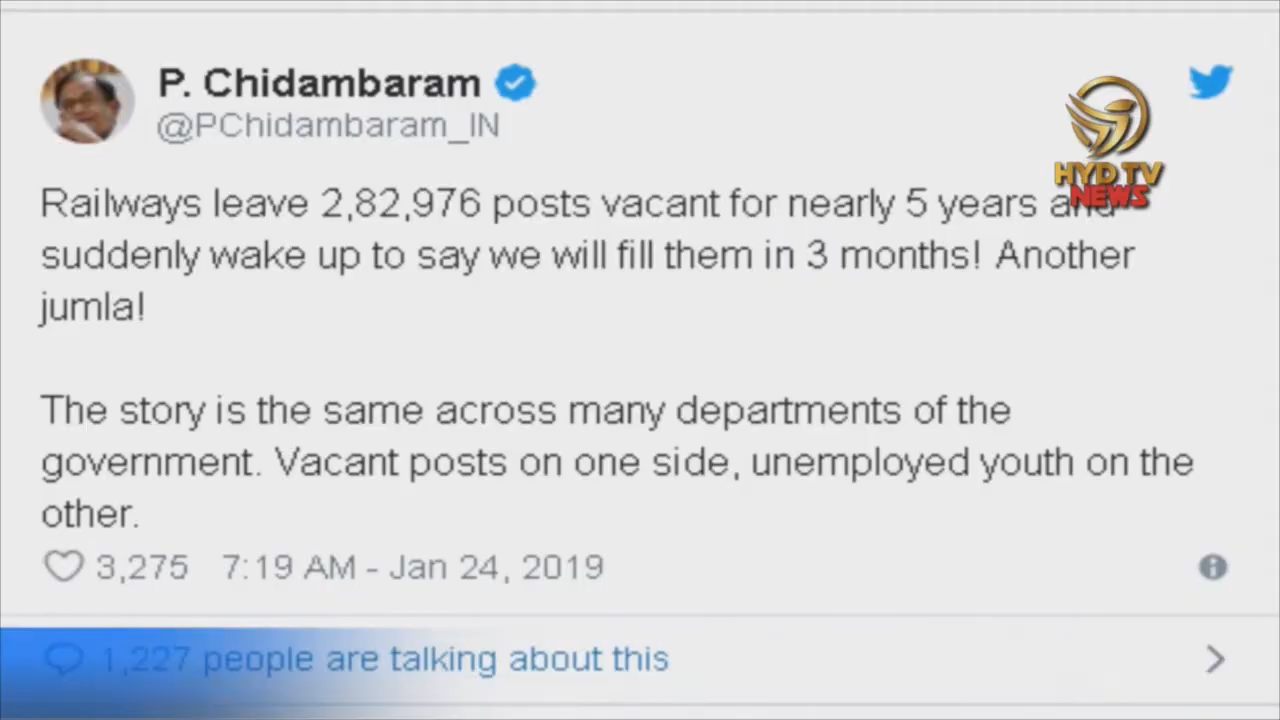 P. Chidambaram
@PChidambaram_IN
HYD TV
NEWS
Railways leave 2,82,976 posts vacant for nearly 5 years and
suddenly wake up to say we will fill them in 3 months! Another
jumla!
The story is the same across many departments of the
government. Vacant posts on one side, unemployed youth on the
other.
3,275 7:19 AM - Jan 24, 2019
1,227 people are talking about this